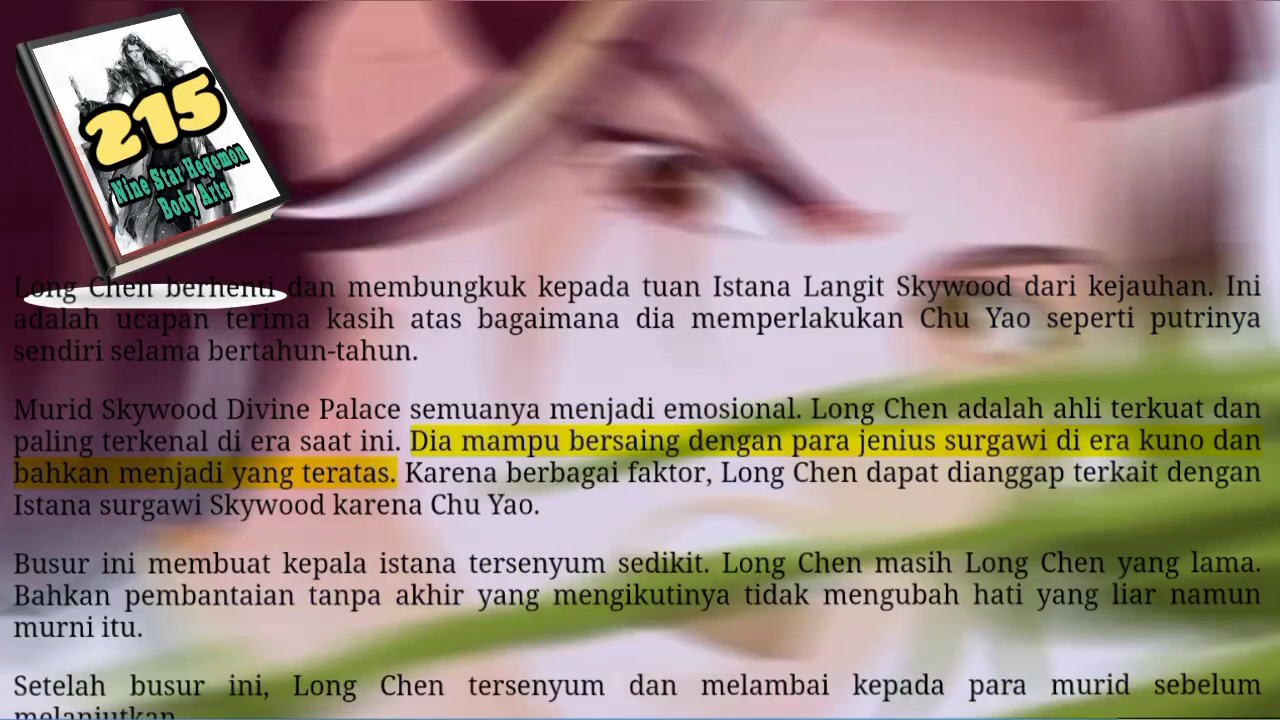 215
Nine Star Hegemon
Body Arts
Long Chen berhenti dan membungkuk kepada tuan Istana Langit Skywood dari kejauhan. Ini
adalah ucapan terima kasih atas bagaimana dia memperlakukan Chu Yao seperti putrinya
sendiri selama bertahun-tahun.
Murid Skywood Divine Palace semuanya menjadi emosional. Long Chen adalah ahli terkuat dan
paling terkenal di era saat ini. Dia mampu bersaing dengan para jenius surgawi di era kuno dan
bahkan menjadi yang teratas. Karena berbagai faktor, Long Chen dapat dianggap terkait dengan
Istana surgawi Skywood karena Chu Yao.
Busur ini membuat kepala istana tersenyum sedikit. Long Chen masih Long Chen yang lama.
Bahkan pembantaian tanpa akhir yang mengikutinya tidak mengubah hati yang liar namun
murni itu.
Setelah busur ini, Long Chen tersenyum dan melambai kepada para murid sebelum
melanjutkan